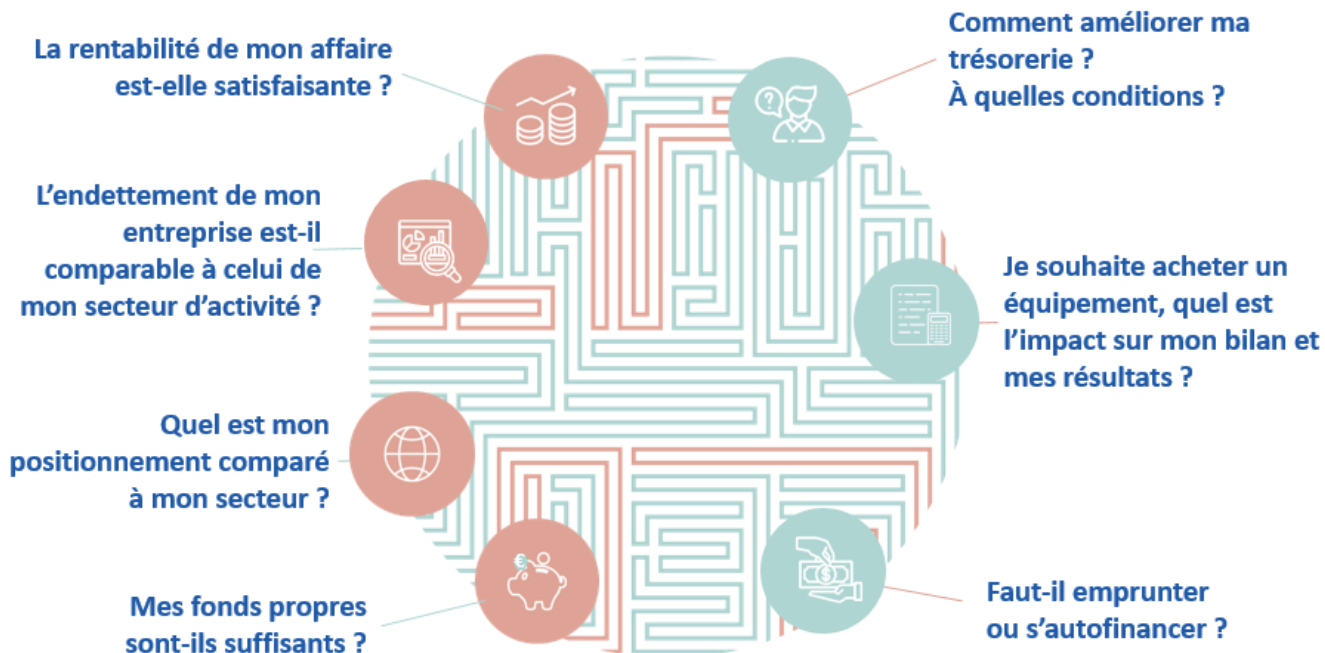 La rentabilité de mon affaire
est-elle satisfaisante ?
L’endettement de mon
entreprise est-il
comparable à celui de
mon secteur d’activité ?
Quel est mon
positionnement comparé
à mon secteur ?
Mes fonds propres
sont-ils suffisants ?
Comment améliorer ma
trésorerie ?
À quelles conditions ?
?
Je souhaite acheter un
équipement, quel est
l’impact sur mon bilan et
mes résultats ?
€
$
Faut-il emprunter
ou s’autofinancer ?